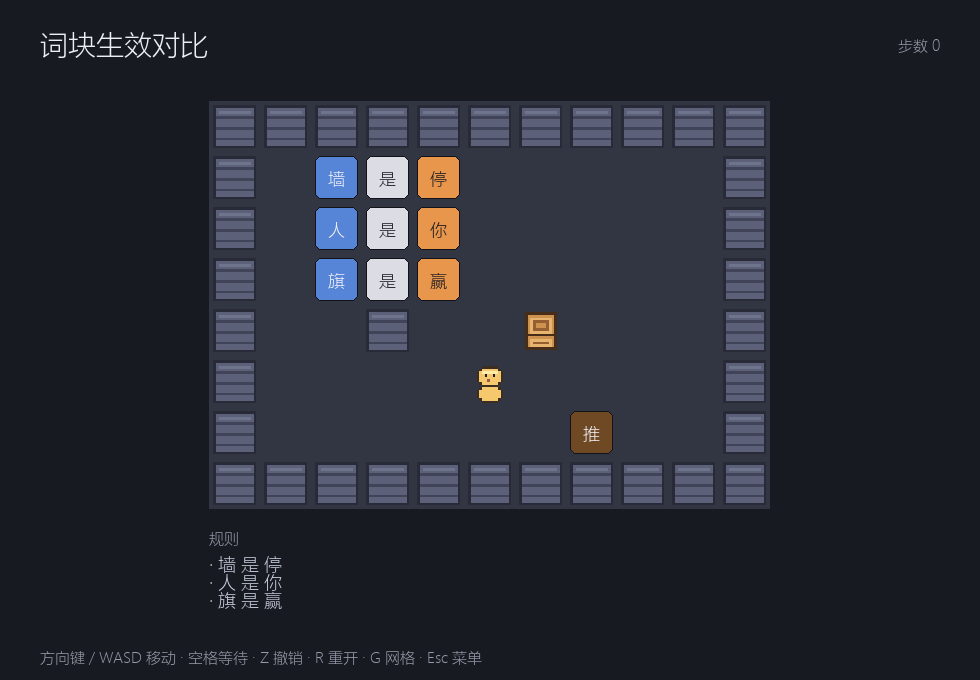 词块生效对比
步数 0
墙 是 停
人 是 你
旗 是 赢
推
规则
· 墙 是 停
· 人 是 你
· 旗 是 赢
方向键 / WASD 移动 · 空格等待 · Z 撤销 · R 重开 · G 网格 · Esc 菜单